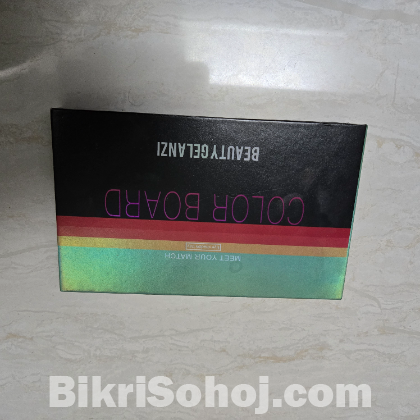 BEAUTY GELANZI
COLOR BOARD
MEET YOUR MATCH
BikriSohoj.com